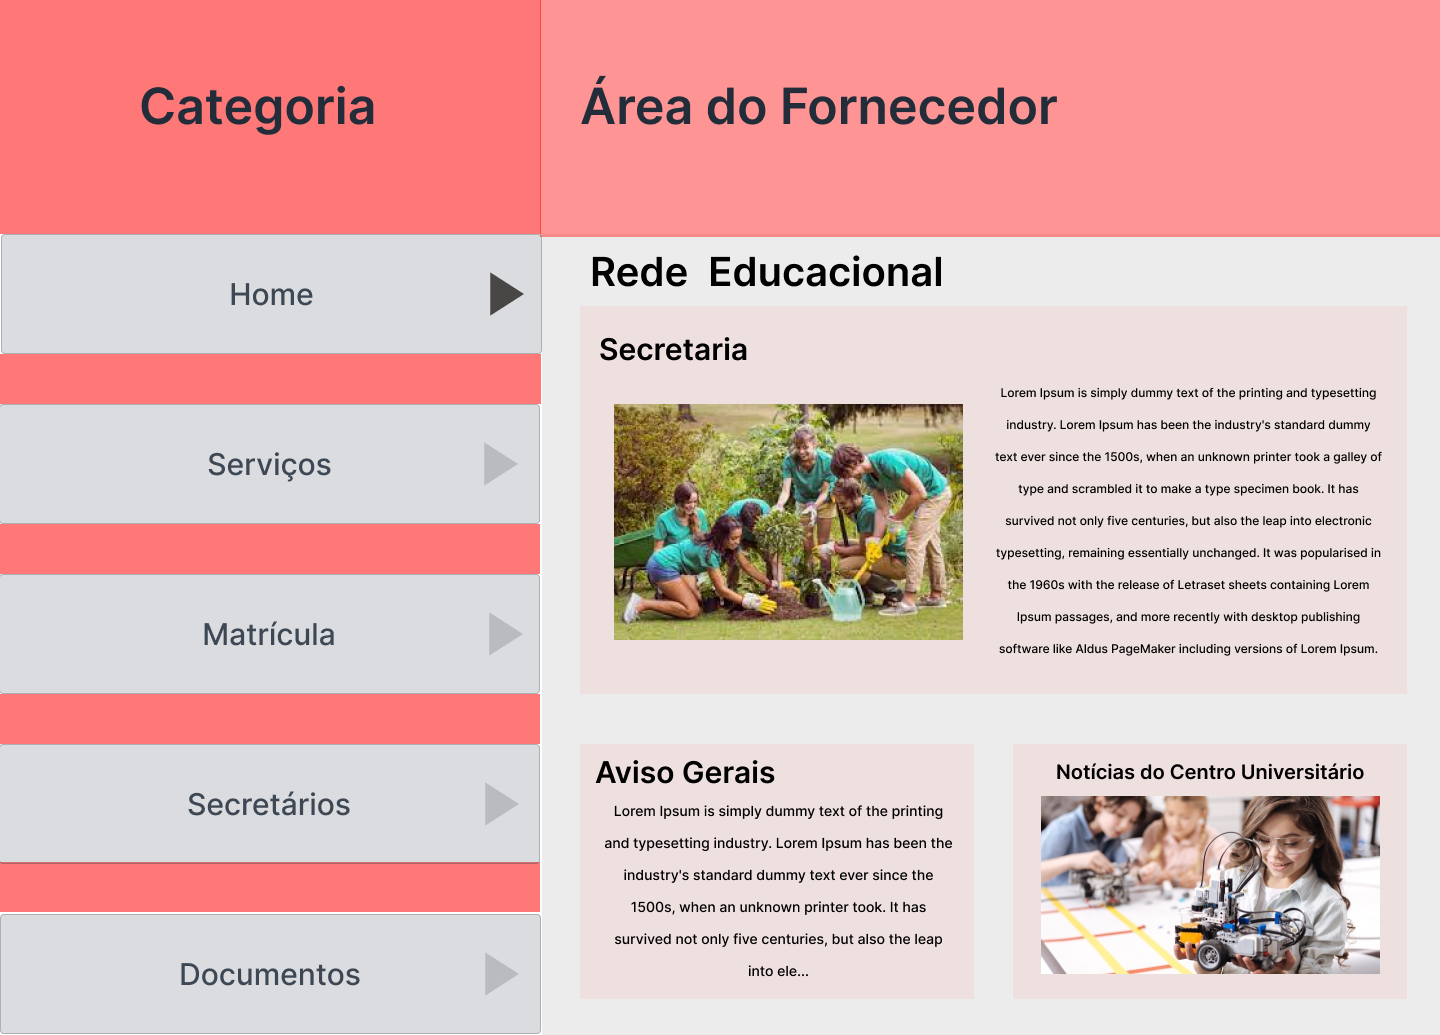 Categoria
Área do Fornecedor
Home
Serviços
Matrícula
Secretários
Documentos
Rede  Educacional
Secretaria
Lorem Ipsum is simply dummy text of the printing and typesetting
industry. Lorem Ipsum has been the industry's standard dummy
text ever since the 1500s, when an unknown printer took a galley of
type and scrambled it to make a type specimen book. It has
survived not only five centuries, but also the leap into electronic
typesetting, remaining essentially unchanged. It was popularised in
the 1960s with the release of Letraset sheets containing Lorem
Ipsum passages, and more recently with desktop publishing
software like Aldus PageMaker including versions of Lorem Ipsum.
Aviso Gerais
Lorem Ipsum is simply dummy text of the printing
and typesetting industry. Lorem Ipsum has been the
industry's standard dummy text ever since the
1500s, when an unknown printer took. It has
survived not only five centuries, but also the leap
into ele...
Notícias do Centro Universitário